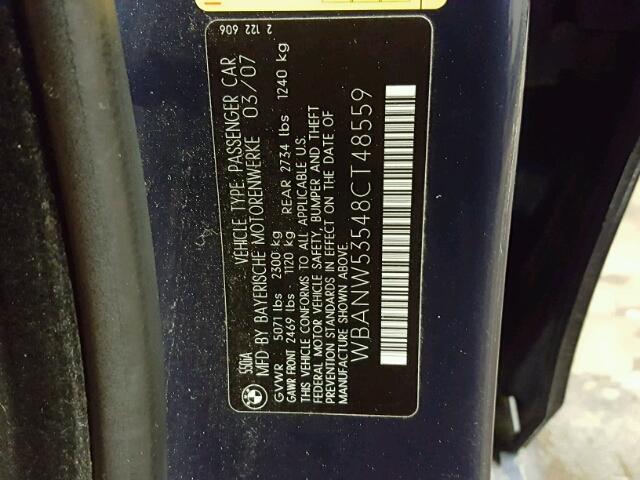 530iA
VEHICLE TYPE: PASSENGER CAR
MFD BY BAYERISCHE MOTORENWERKE 03/07
GVWR 5071 lbs 2300 kg
GAWR FRONT 2469 lbs 1120 kg REAR 2734 lbs 1240 kg
THIS VEHICLE CONFORMS TO ALL APPLICABLE U.S.
FEDERAL MOTOR VEHICLE SAFETY, BUMPER AND THEFT
PREVENTION STANDARDS IN EFFECT ON THE DATE OF
MANUFACTURE SHOWN ABOVE.
WBANW53548CT48559
2 122 606
BMW